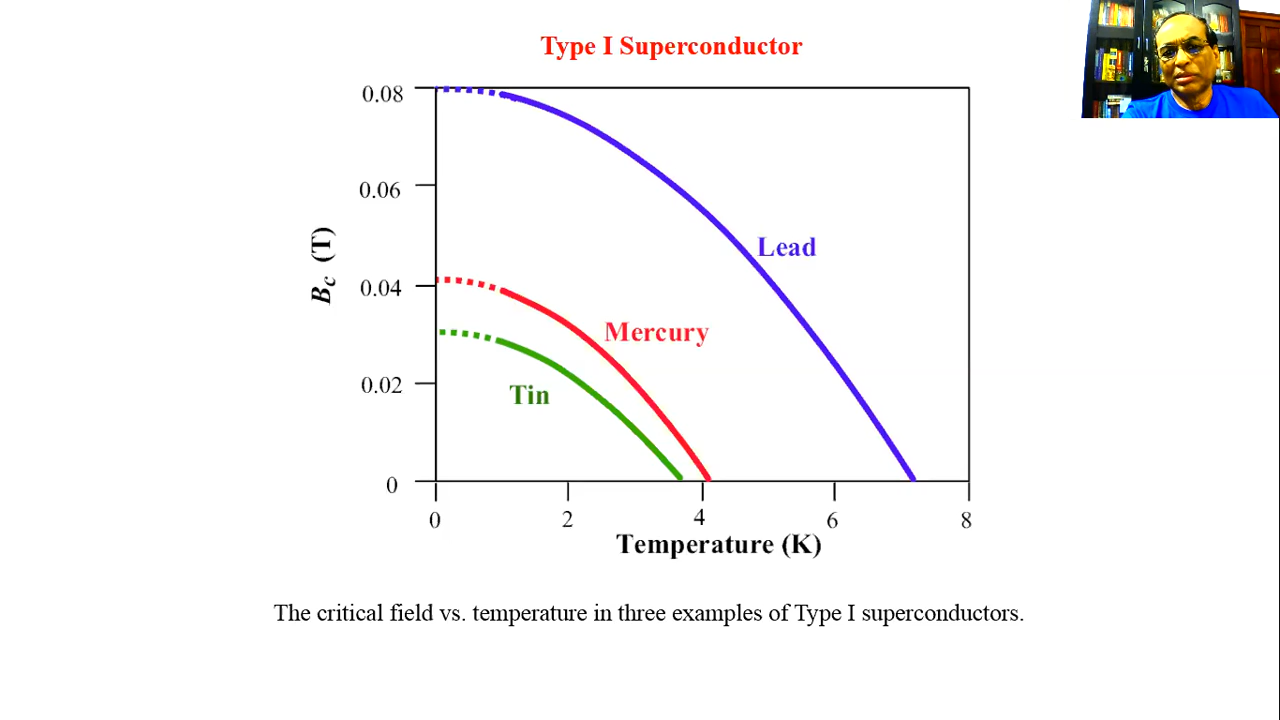 Type I Superconductor
0.08
0.06
0.04
0.02
0
B_c (T)
Lead
Mercury
Tin
0 2 4 6 8
Temperature (K)
The critical field vs. temperature in three examples of Type I superconductors.